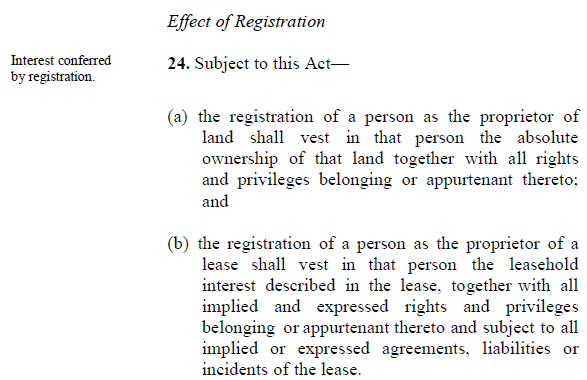 Effect of Registration
Interest conferred
by registration.
24. Subject to this Act—
(a) the registration of a person as the proprietor of
land shall vest in that person the absolute
ownership of that land together with all rights
and privileges belonging or appurtenant thereto;
and
(b) the registration of a person as the proprietor of a
lease shall vest in that person the leasehold
interest described in the lease, together with all
implied and expressed rights and privileges
belonging or appurtenant thereto and subject to all
implied or expressed agreements, liabilities or
incidents of the lease.